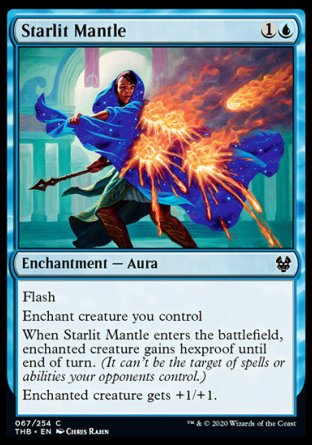 Starlit Mantle 1
Enchantment — Aura
Flash
Enchant creature you control
When Starlit Mantle enters the battlefield,
enchanted creature gains hexproof until
end of turn. (It can't be the target of spells or
abilities your opponents control.)
Enchanted creature gets +1/+1.
067/254 C
THB • EN Chris Rahn
™ & © 2020 Wizards of the Coast